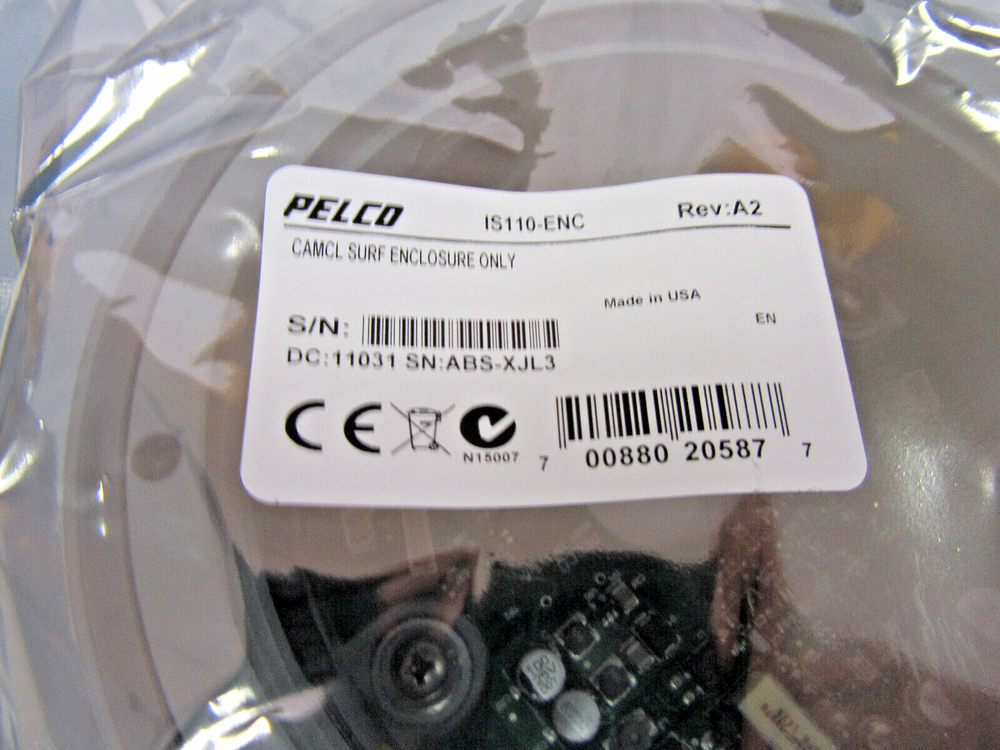 PELCO IS110-ENC Rev:A2
CAMCL SURF ENCLOSURE ONLY
Made in USA
EN
S/N:
DC:11031 SN:ABS-XJL3
CE
N15007
7 00880 20587 7